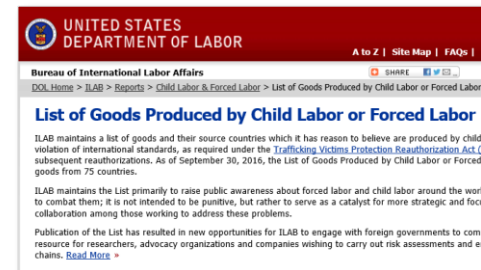 UNITED STATES
DEPARTMENT OF LABOR
A to Z | Site Map | FAQs |
Bureau of International Labor Affairs
SHARE
DOL Home > ILAB > Reports > Child Labor & Forced Labor > List of Goods Produced by Child Labor or Forced Labor
List of Goods Produced by Child Labor or Forced Labor
ILAB maintains a list of goods and their source countries which it has reason to believe are produced by child
violation of international standards, as required under the Trafficking Victims Protection Reauthorization Act (
subsequent reauthorizations. As of September 30, 2016, the List of Goods Produced by Child Labor or Forced
goods from 75 countries.
ILAB maintains the List primarily to raise public awareness about forced labor and child labor around the wor
to combat them; it is not intended to be punitive, but rather to serve as a catalyst for more strategic and foc
collaboration among those working to address these problems.
Publication of the List has resulted in new opportunities for ILAB to engage with foreign governments to com
resource for researchers, advocacy organizations and companies wishing to carry out risk assessments and e
chains. Read More »